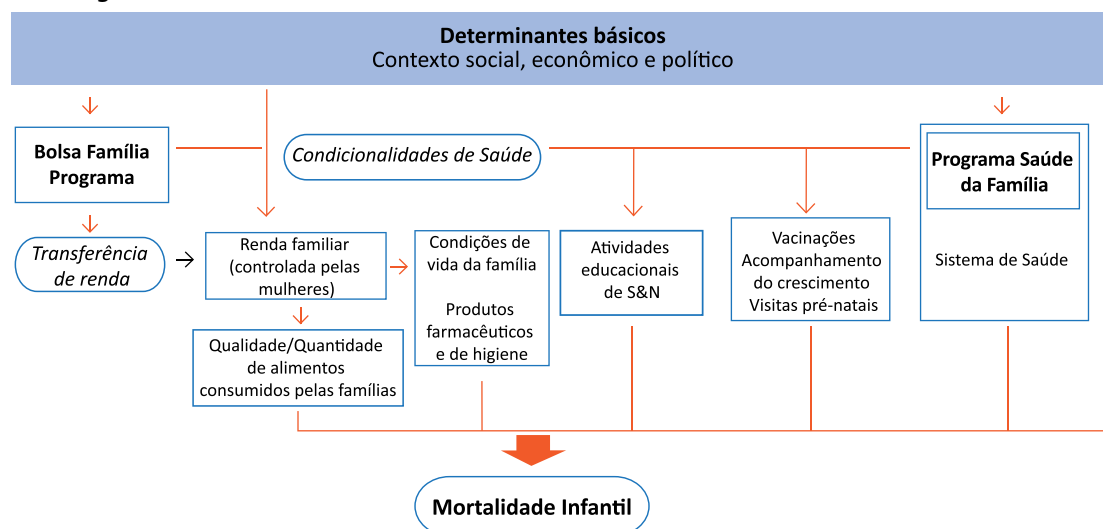 Determinantes básicos
Contexto social, econômico e político
Bolsa Família
Programa
Condicionalidades de Saúde
Programa Saúde
da Família
Transferência
de renda
Renda familiar
(controlada pelas
mulheres)
Condições de
vida da família
Produtos
farmacêuticos
e de higiene
Atividades
educacionais
de S&N
Vacinações
Acompanhamento
do crescimento
Visitas pré-natais
Sistema de Saúde
Qualidade/Quantidade
de alimentos
consumidos pelas famílias
Mortalidade Infantil